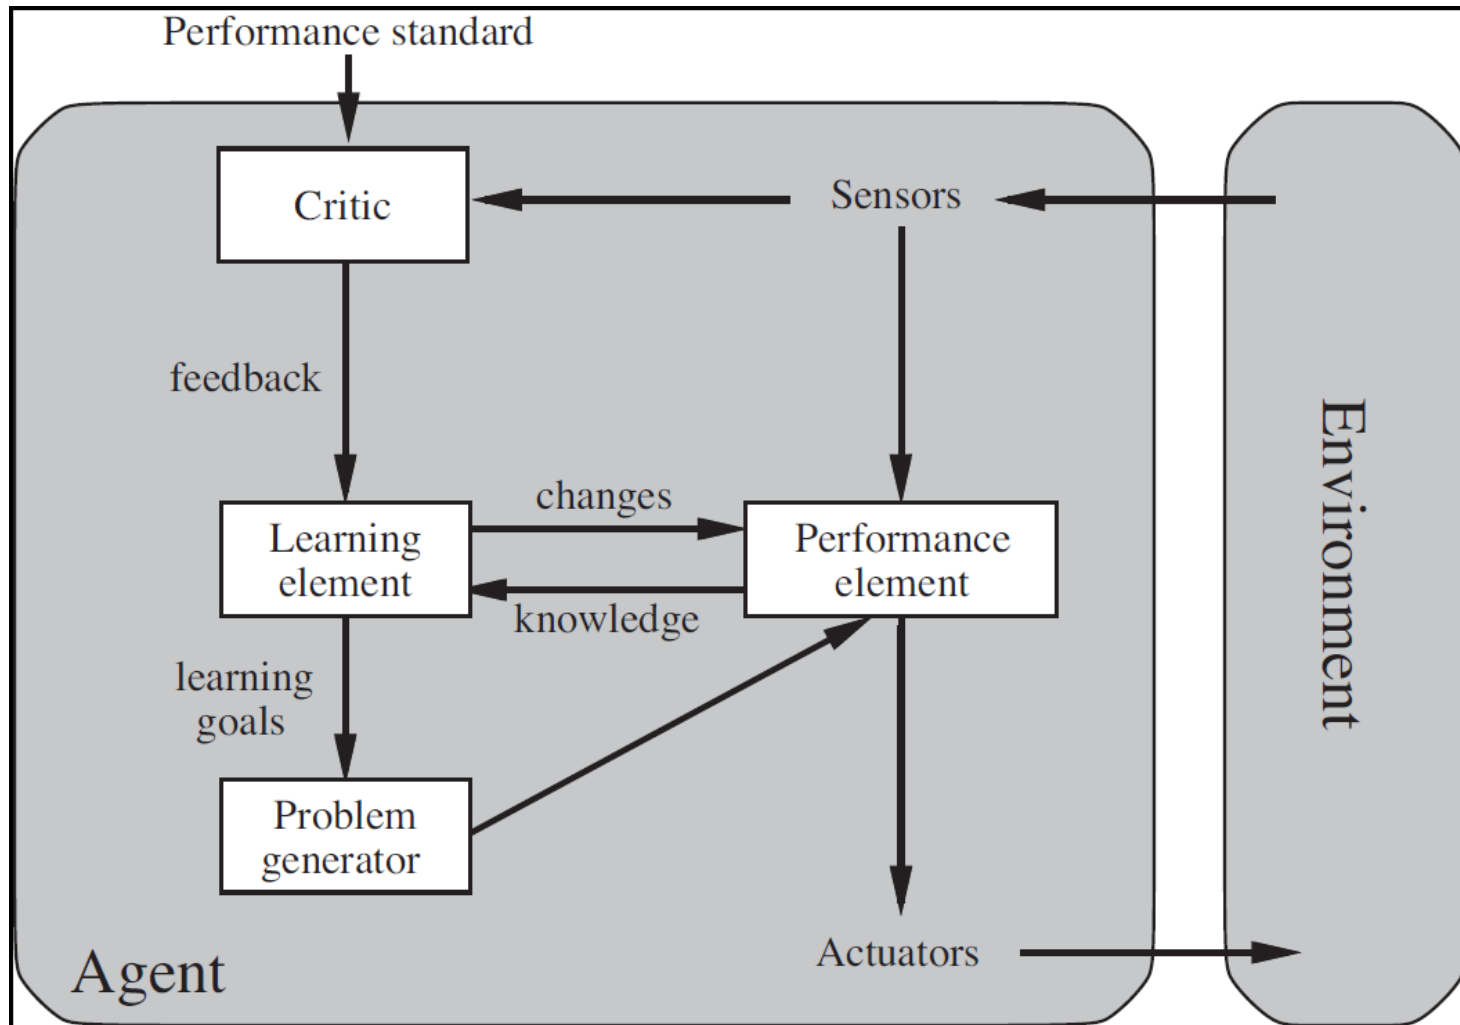 Performance standard
Critic
Sensors
feedback
changes
Learning
element
Performance
element
knowledge
learning
goals
Problem
generator
Actuators
Agent
Environment